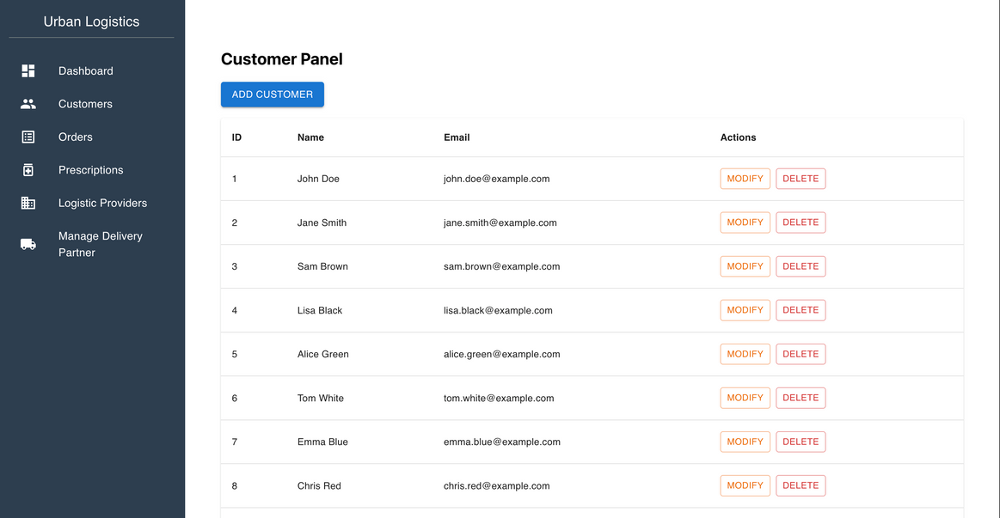 Urban Logistics
Dashboard
Customers
Orders
Prescriptions
Logistic Providers
Manage Delivery
Partner
Customer Panel
ADD CUSTOMER
ID Name Email Actions
1 John Doe john.doe@example.com MODIFY DELETE
2 Jane Smith jane.smith@example.com MODIFY DELETE
3 Sam Brown sam.brown@example.com MODIFY DELETE
4 Lisa Black lisa.black@example.com MODIFY DELETE
5 Alice Green alice.green@example.com MODIFY DELETE
6 Tom White tom.white@example.com MODIFY DELETE
7 Emma Blue emma.blue@example.com MODIFY DELETE
8 Chris Red chris.red@example.com MODIFY DELETE